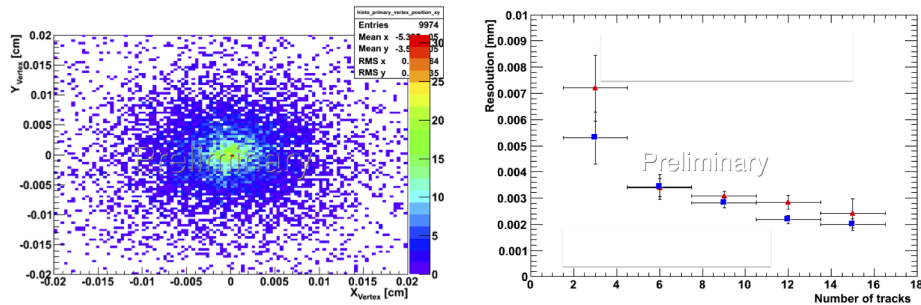 histo_primary_vertex_position_xy
Entries 9974
Mean x
Mean y
RMS x
RMS y
Y Vertex [cm]
0.02
0.015
0.01
0.005
0
-0.005
-0.01
-0.015
-0.02
-0.02 -0.015 -0.01 -0.005 0 0.005 0.01 0.015 0.02
X Vertex [cm]
30
25
20
15
10
5
0
Preliminary
Resolution [mm]
0.01
0.009
0.008
0.007
0.006
0.005
0.004
0.003
0.002
0.001
0
0 2 4 6 8 10 12 14 16 18
Number of tracks
Preliminary